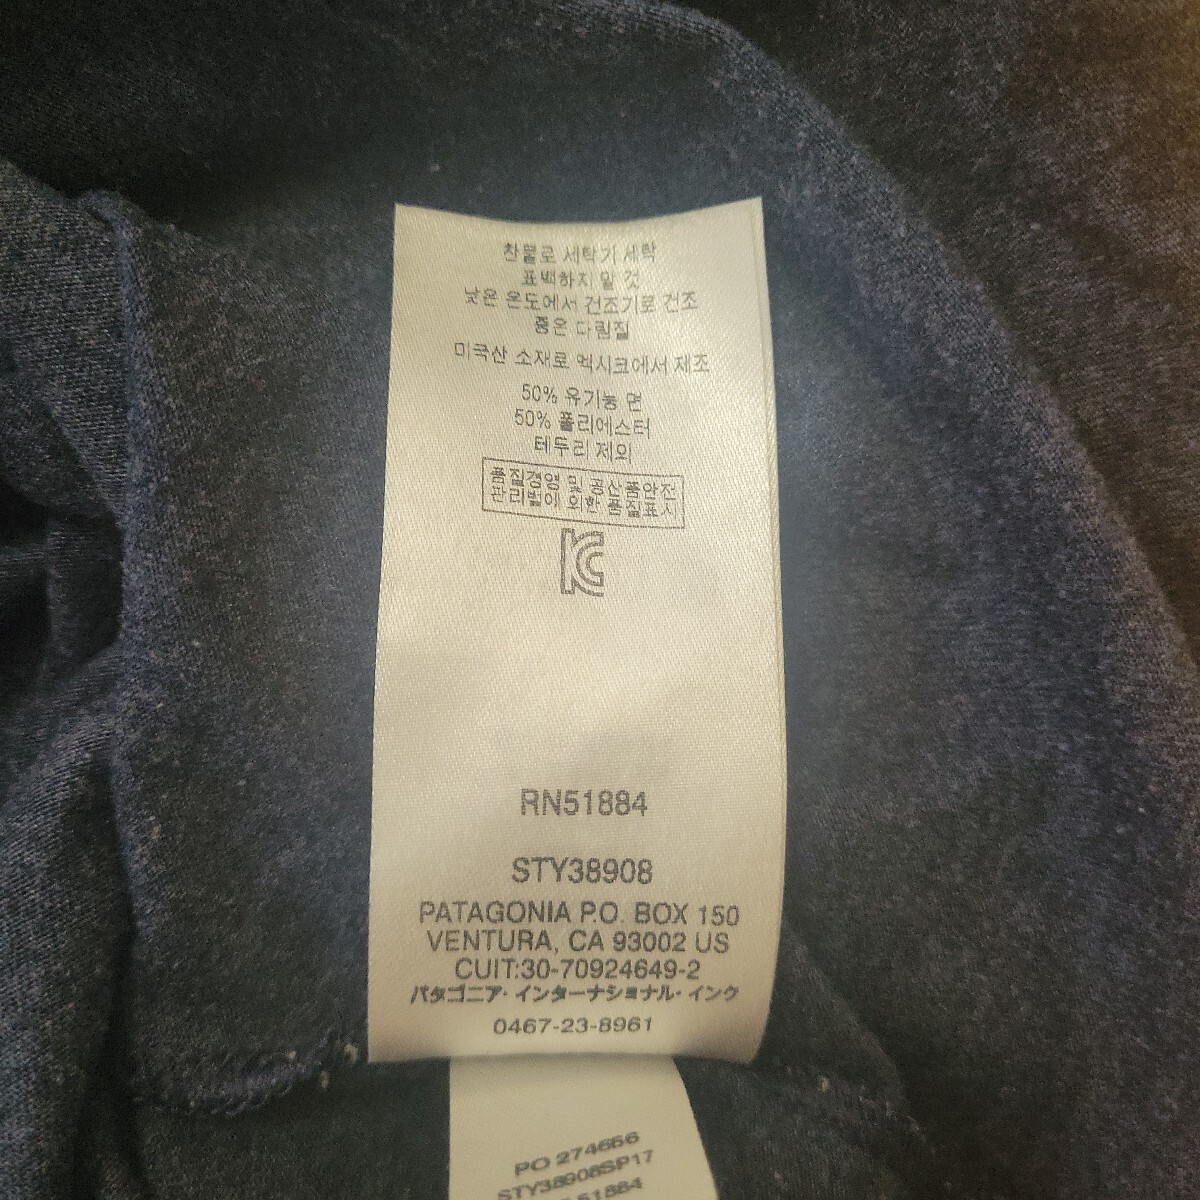 찬물로 세탁기 세탁
표백하지 말 것
낮은 온도에서 건조기로 건조
중온 다림질
미국산 소재로 멕시코에서 제조
50% 유기농 면
50% 폴리에스터
테두리 제외
품질경영 및 공산품안전
관리법에 의한 품질표시
KC
RN51884
STY38908
PATAGONIA P.O. BOX 150
VENTURA, CA 93002 US
CUIT:30-70924649-2
パタゴニア・インターナショナル・インク
0467-23-8961
PO 274656
STY38908SP17
51884